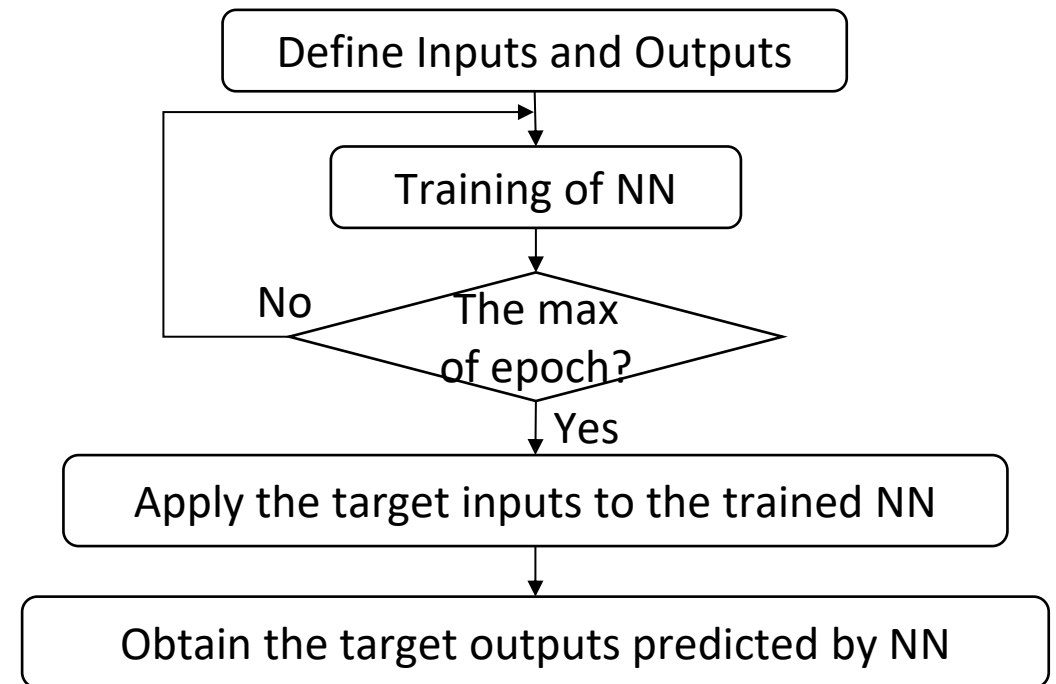 Define Inputs and Outputs
Training of NN
No
The max
of epoch?
Yes
Apply the target inputs to the trained NN
Obtain the target outputs predicted by NN